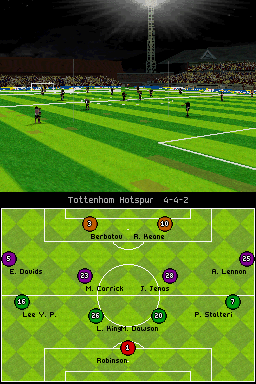 Tottenham Hotspur 4-4-2
9 10
Berbatov R. Keane
5 25
E. Davids 23 28 A. Lennon
M. Carrick J. Jenas
16 7
Lee Y. P. 26 20 P. Stalteri
L. King M. Dawson
1
Robinson